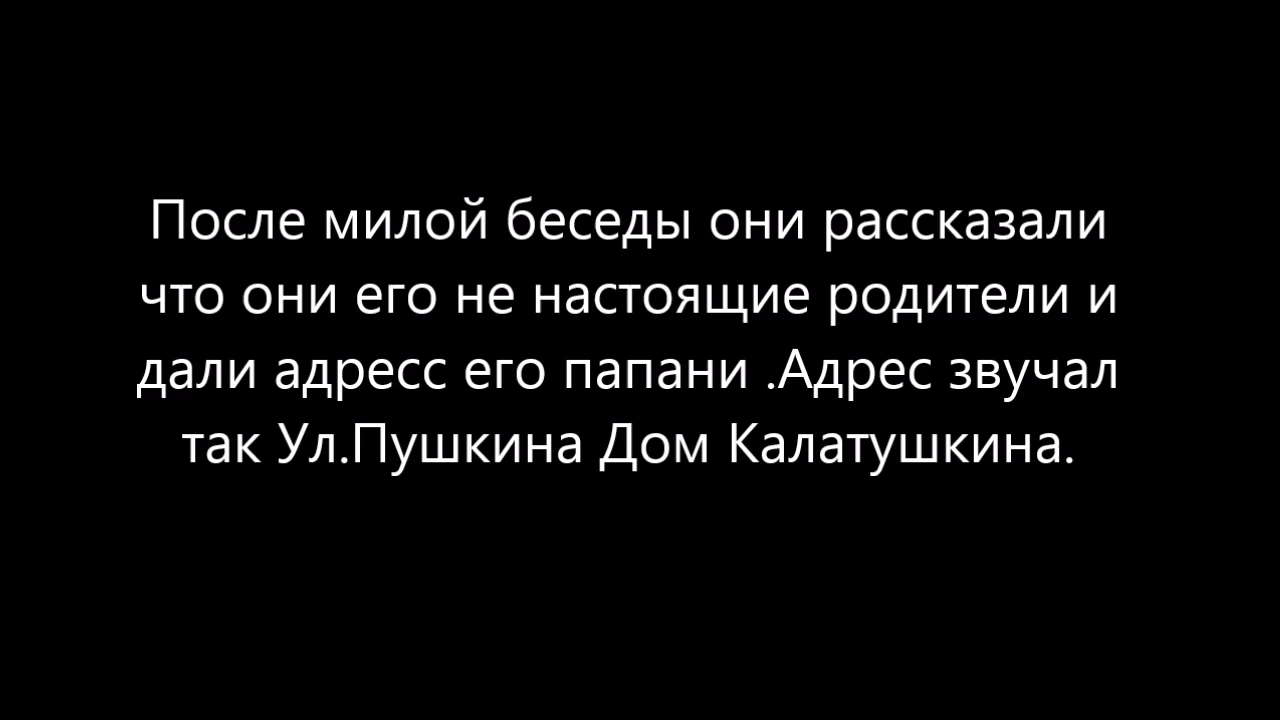 После милой беседы они рассказали
что они его не настоящие родители и
дали адресс его папани .Адрес звучал
так Ул.Пушкина Дом Калатушкина.